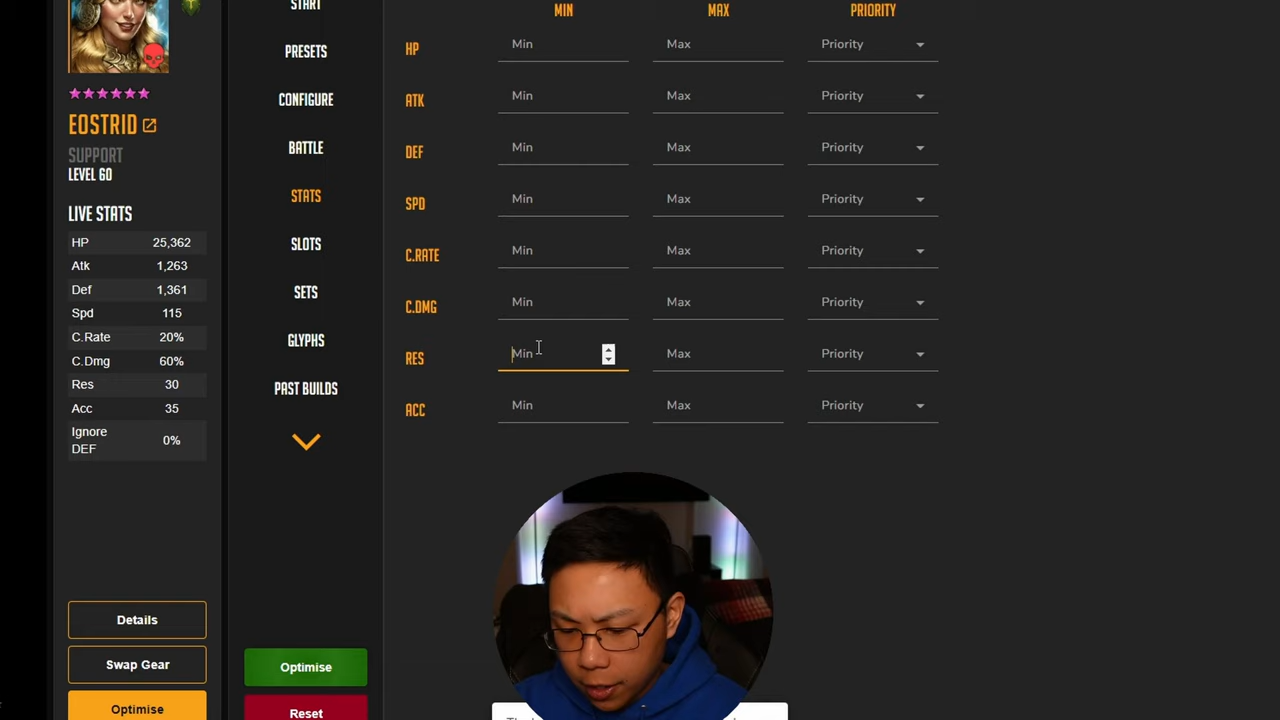 EOSTRID
SUPPORT
LEVEL 60
LIVE STATS
HP 25,362
Atk 1,263
Def 1,361
Spd 115
C.Rate 20%
C.Dmg 60%
Res 30
Acc 35
Ignore
DEF 0%
Details
Swap Gear
Optimise
START
PRESETS
CONFIGURE
BATTLE
STATS
SLOTS
SETS
GLYPHS
PAST BUILDS
Optimise
Reset
MIN MAX PRIORITY
HP Min Max Priority
ATK Min Max Priority
DEF Min Max Priority
SPD Min Max Priority
C.RATE Min Max Priority
C.DMG Min Max Priority
RES Min Max Priority
ACC Min Max Priority